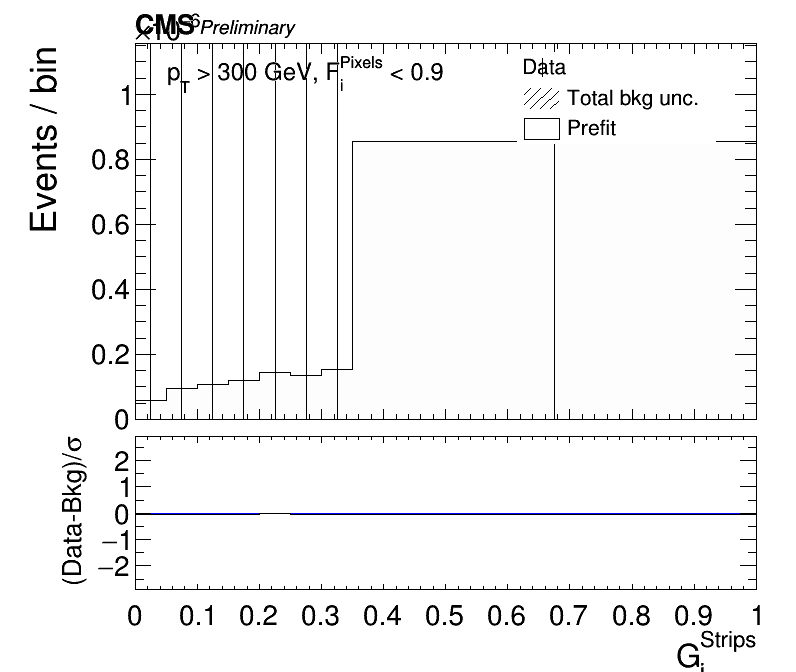 CMS Preliminary
×10⁻⁶
p_T > 300 GeV, F_i^Pixels < 0.9
Data
Total bkg unc.
Prefit
Events / bin
1
0.8
0.6
0.4
0.2
0
(Data-Bkg)/σ
2
1
0
−1
−2
0 0.1 0.2 0.3 0.4 0.5 0.6 0.7 0.8 0.9 1
G_i^Strips